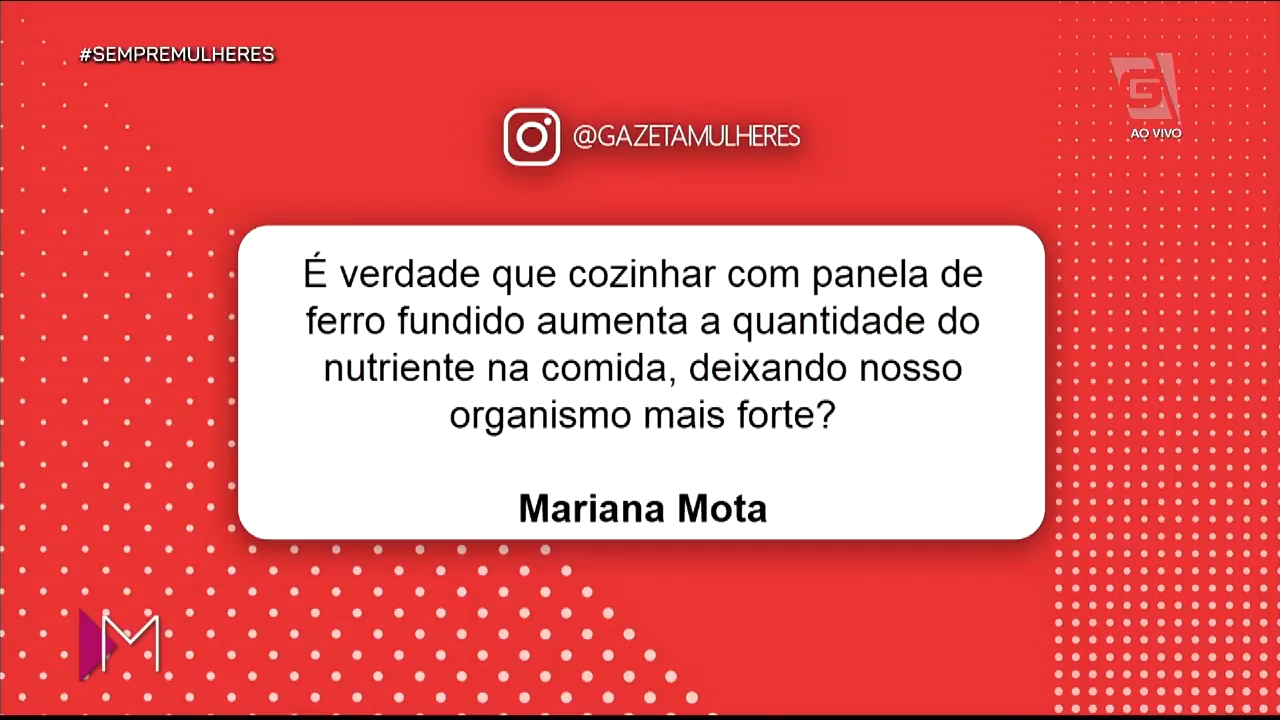 #SEMPREMULHERES
@GAZETAMULHERES
G
AO VIVO
É verdade que cozinhar com panela de
ferro fundido aumenta a quantidade do
nutriente na comida, deixando nosso
organismo mais forte?
Mariana Mota
M